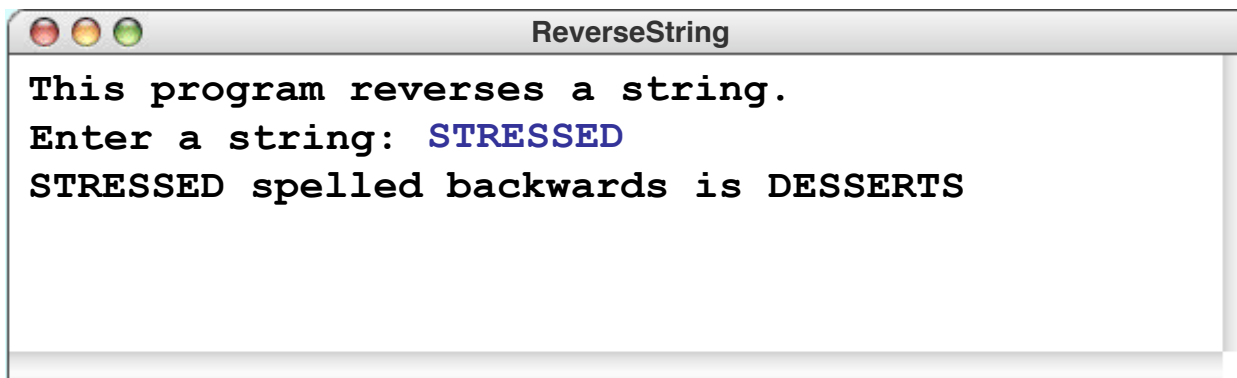 ReverseString
This program reverses a string.
Enter a string: STRESSED
STRESSED spelled backwards is DESSERTS